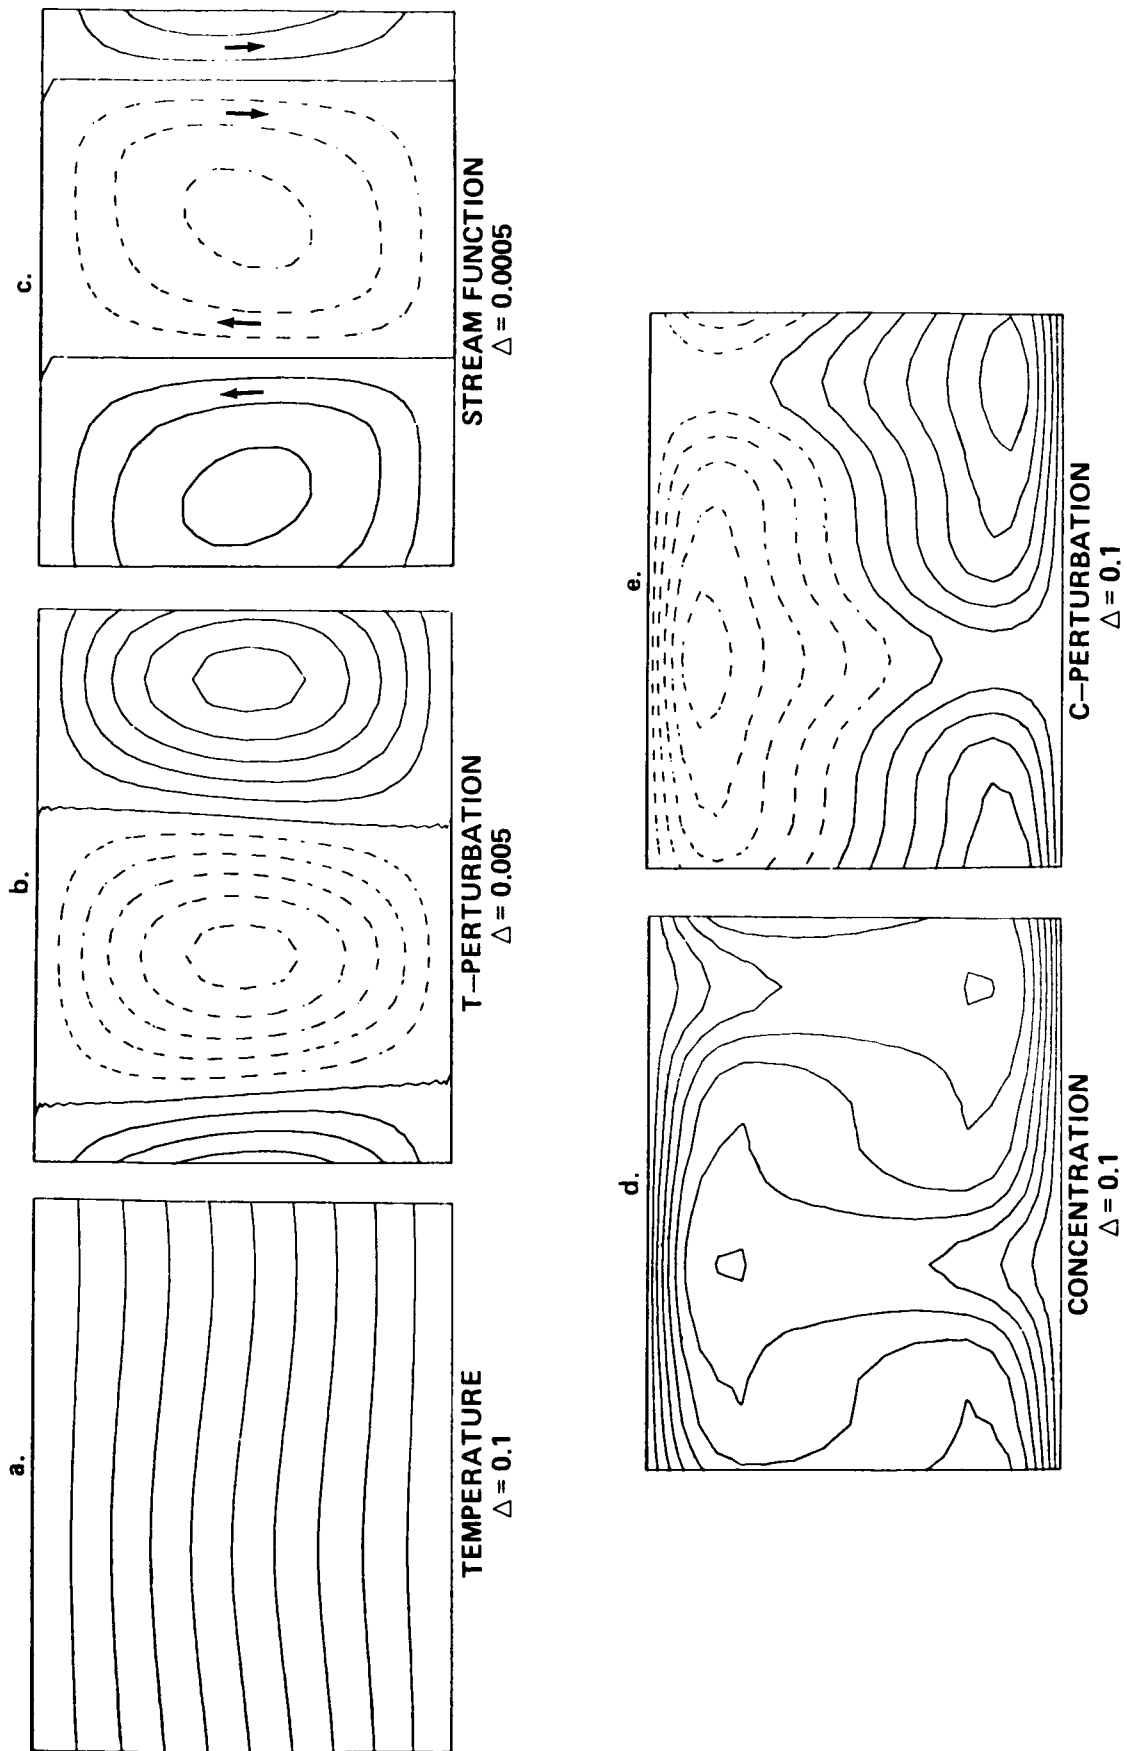 a.
TEMPERATURE
Δ = 0.1
b.
T–PERTURBATION
Δ = 0.005
c.
STREAM FUNCTION
Δ = 0.0005
d.
CONCENTRATION
Δ = 0.1
e.
C–PERTURBATION
Δ = 0.1